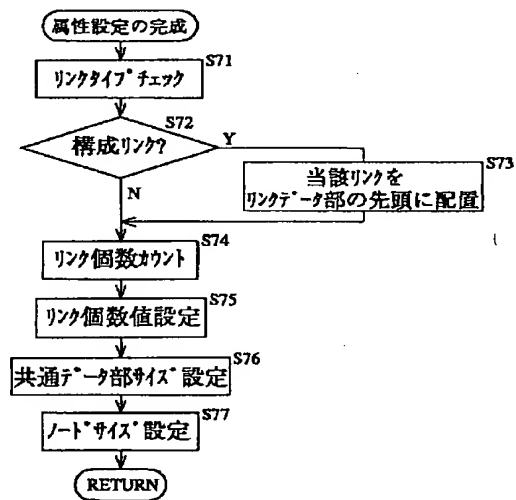 属性設定の完成
S71
リンクタイプチェック
S72
構成リンク?
Y
N
S73
当該リンクを
リンクデータ部の先頭に配置
S74
リンク個数カウント
S75
リンク個数値設定
S76
共通データ部サイズ設定
S77
ノードサイズ設定
RETURN